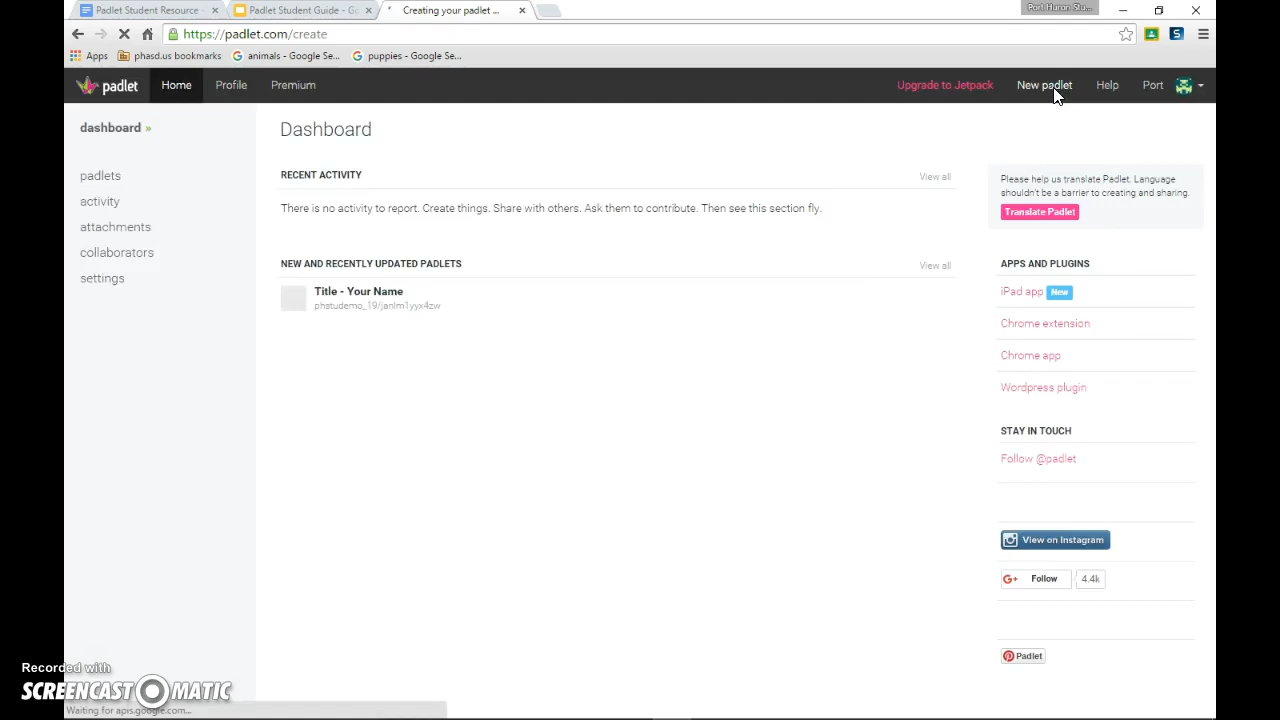 Padlet Student Resource -
Padlet Student Guide - Go
Creating your padlet ...
Port Huron Stu...
https://padlet.com/create
Apps
phasd.us bookmarks
animals - Google Se...
puppies - Google Se...
padlet
Home
Profile
Premium
Upgrade to Jetpack
New padlet
Help
Port
dashboard »
padlets
activity
attachments
collaborators
settings
Dashboard
RECENT ACTIVITY
View all
There is no activity to report. Create things. Share with others. Ask them to contribute. Then see this section fly.
NEW AND RECENTLY UPDATED PADLETS
View all
Title - Your Name
phstudemo_19/janlm1yyx4zw
Please help us translate Padlet. Language
shouldn't be a barrier to creating and sharing.
Translate Padlet
APPS AND PLUGINS
iPad app New
Chrome extension
Chrome app
Wordpress plugin
STAY IN TOUCH
Follow @padlet
View on Instagram
G+ Follow 4.4k
Padlet
Recorded with
SCREENCAST-O-MATIC
Waiting for apis.google.com...